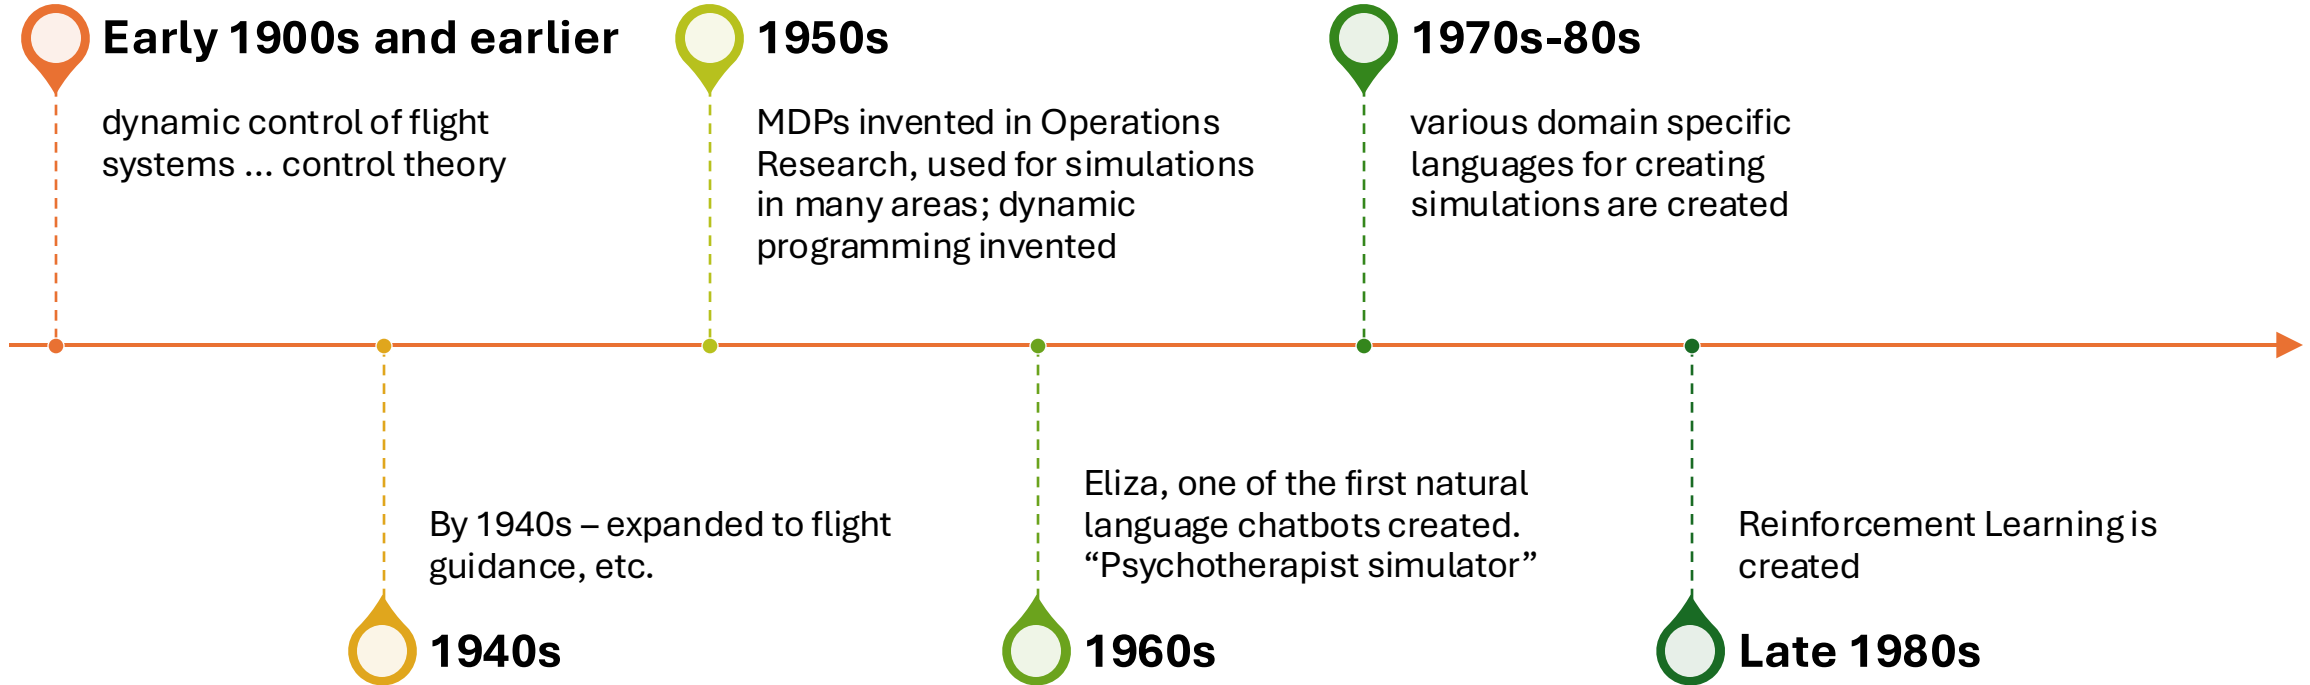 Early 1900s and earlier
dynamic control of flight
systems ... control theory
By 1940s – expanded to flight
guidance, etc.
1940s
1950s
MDPs invented in Operations
Research, used for simulations
in many areas; dynamic
programming invented
Eliza, one of the first natural
language chatbots created.
“Psychotherapist simulator”
1960s
1970s-80s
various domain specific
languages for creating
simulations are created
Reinforcement Learning is
created
Late 1980s